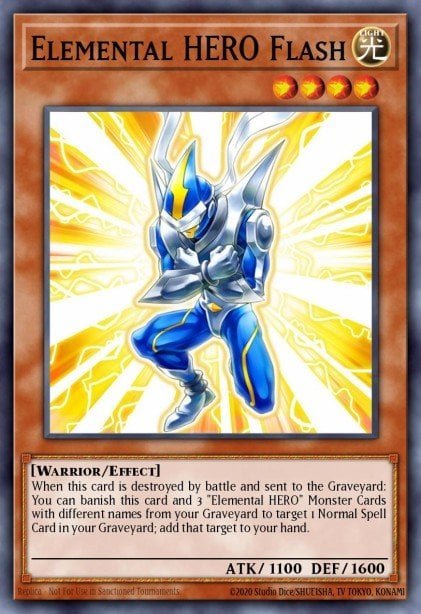 Elemental HERO Flash
LIGHT
光
[Warrior/Effect]
When this card is destroyed by battle and sent to the Graveyard:
You can banish this card and 3 "Elemental HERO" Monster Cards
with different names from your Graveyard to target 1 Normal Spell
Card in your Graveyard; add that target to your hand.
ATK/ 1100 DEF/1600
Replica - Not For Use in Sanctioned Tournaments ©2020 Studio Dice/SHUEISHA, TV TOKYO, KONAMI